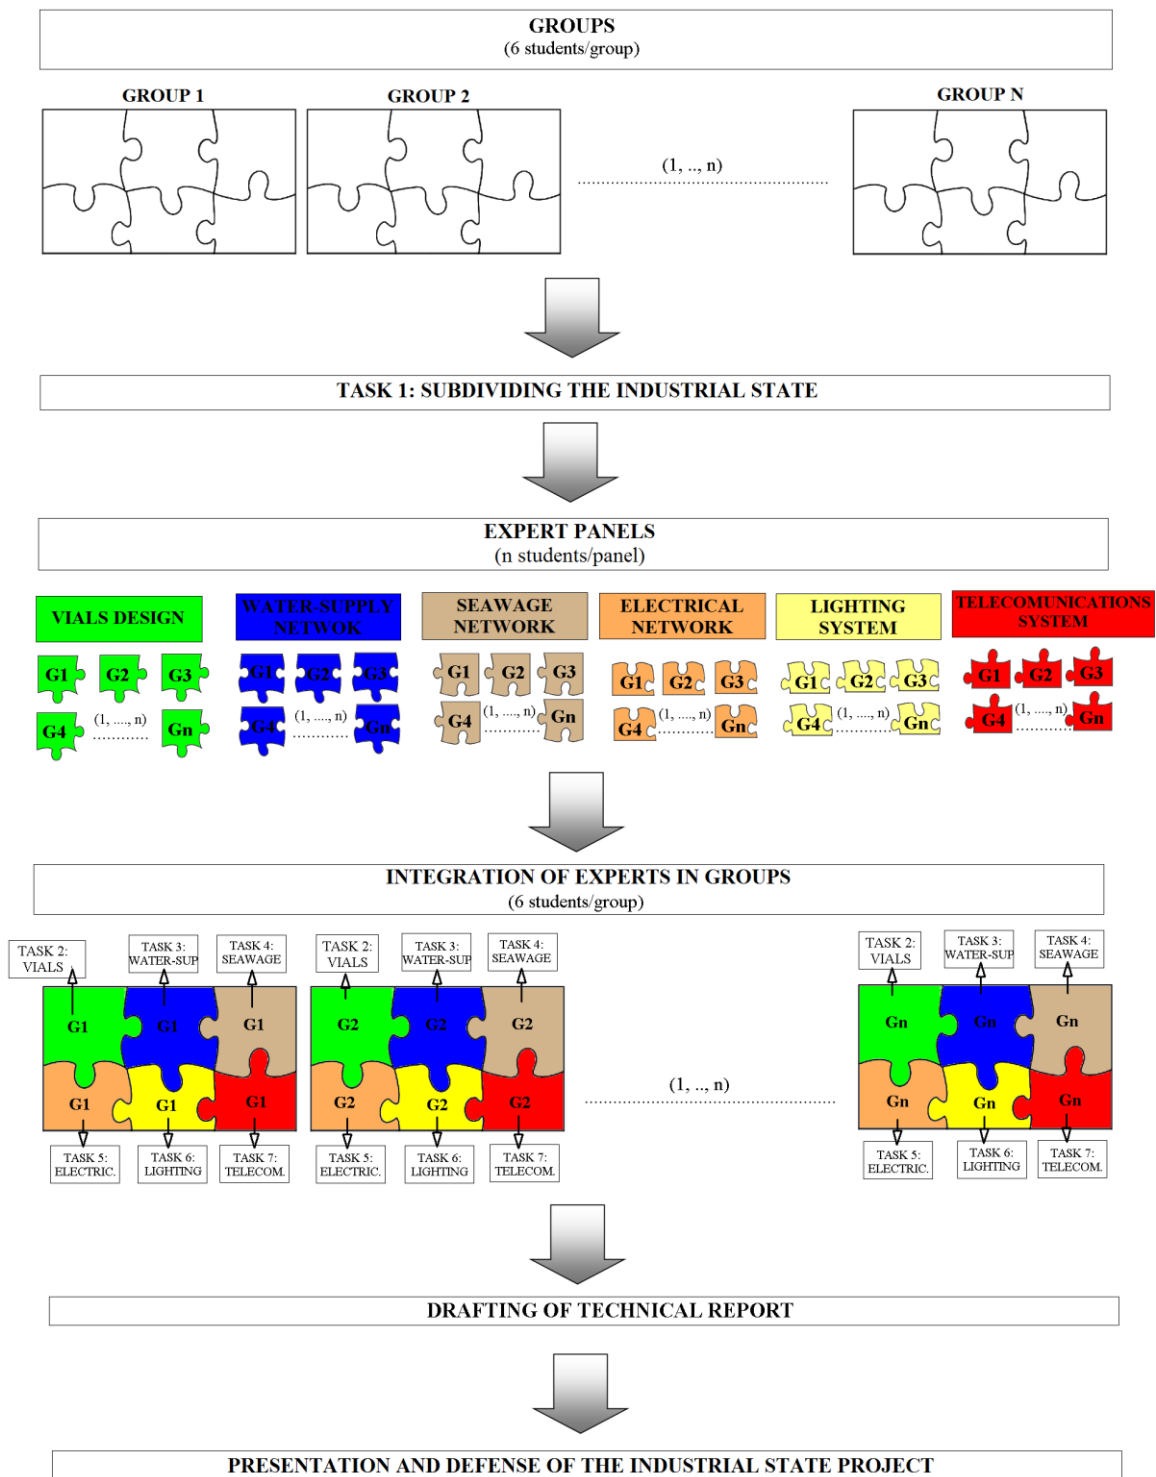 GROUPS
(6 students/group)
GROUP 1
GROUP 2
GROUP N
(1, .., n)
TASK 1: SUBDIVIDING THE INDUSTRIAL STATE
EXPERT PANELS
(n students/panel)
VIALS DESIGN
WATER-SUPPLY
NETWOK
SEAWAGE
NETWORK
ELECTRICAL
NETWORK
LIGHTING
SYSTEM
TELECOMUNICATIONS
SYSTEM
G1 G2 G3
G4 (1, ...., n) Gn
G1 G2 G3
G4 (1, ...., n) Gn
G1 G2 G3
G4 (1, ...., n) Gn
G1 G2 G3
G4 (1, ...., n) Gn
G1 G2 G3
G4 (1, ...., n) Gn
G1 G2 G3
G4 (1, ...., n) Gn
INTEGRATION OF EXPERTS IN GROUPS
(6 students/group)
TASK 2:
VIALS
TASK 3:
WATER-SUP
TASK 4:
SEAWAGE
TASK 2:
VIALS
TASK 3:
WATER-SUP
TASK 4:
SEAWAGE
TASK 2:
VIALS
TASK 3:
WATER-SUP
TASK 4:
SEAWAGE
G1 G1 G1
G2 G2 G2
Gn Gn Gn
(1, .., n)
G1 G1 G1
G2 G2 G2
Gn Gn Gn
TASK 5:
ELECTRIC.
TASK 6:
LIGHTING
TASK 7:
TELECOM.
TASK 5:
ELECTRIC.
TASK 6:
LIGHTING
TASK 7:
TELECOM.
TASK 5:
ELECTRIC.
TASK 6:
LIGHTING
TASK 7:
TELECOM.
DRAFTING OF TECHNICAL REPORT
PRESENTATION AND DEFENSE OF THE INDUSTRIAL STATE PROJECT